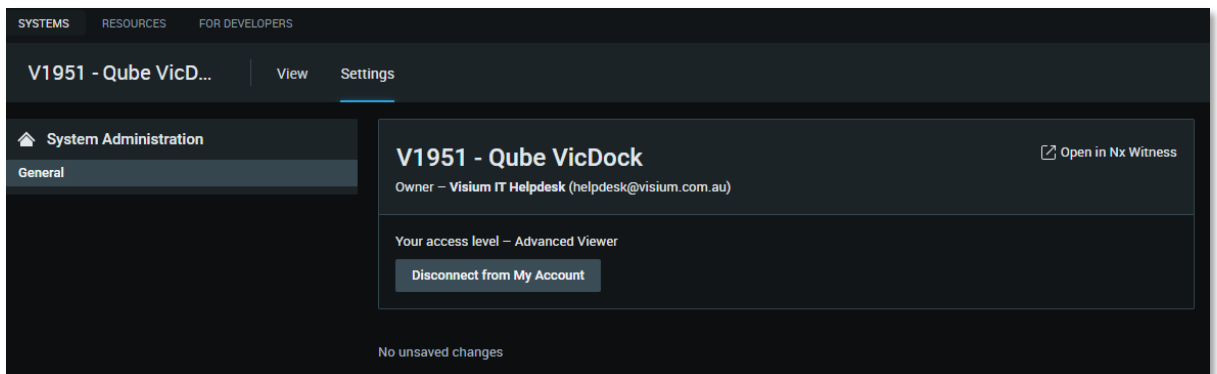 SYSTEMS RESOURCES FOR DEVELOPERS
V1951 - Qube VicD... View Settings
System Administration
General
V1951 - Qube VicDock
Open in Nx Witness
Owner – Visium IT Helpdesk (helpdesk@visium.com.au)
Your access level – Advanced Viewer
Disconnect from My Account
No unsaved changes